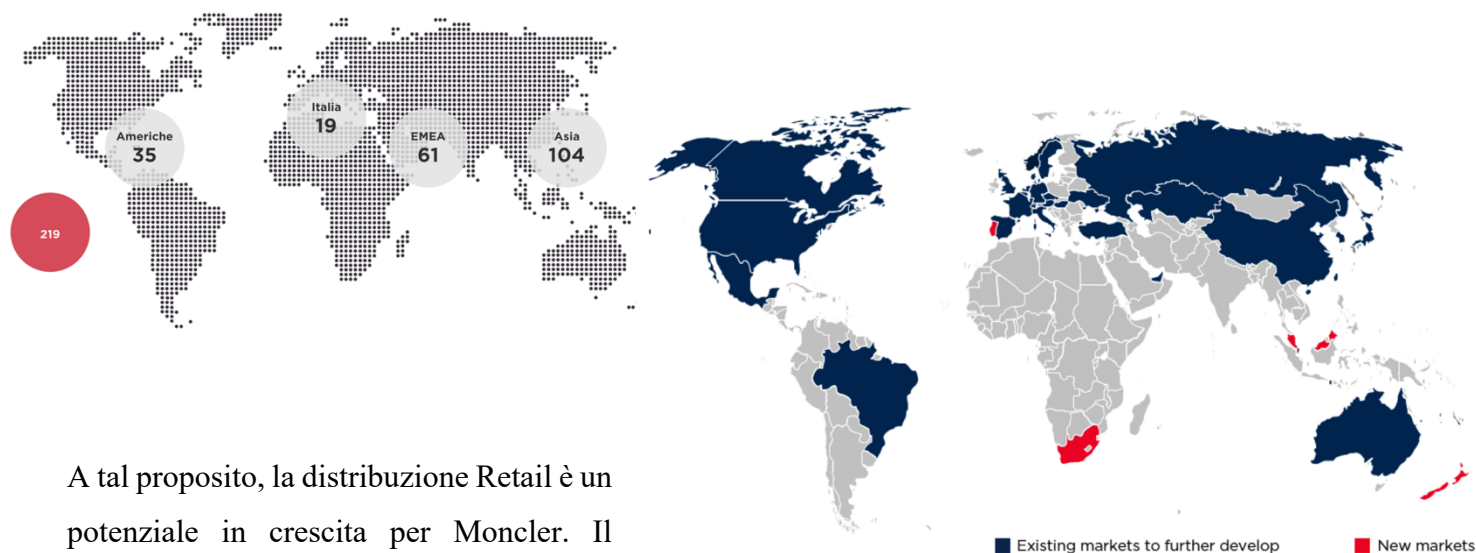 Italia
19
Americhe
35
EMEA
61
Asia
104
219
A tal proposito, la distribuzione Retail è un
potenziale in crescita per Moncler. Il
Existing markets to further develop
New markets